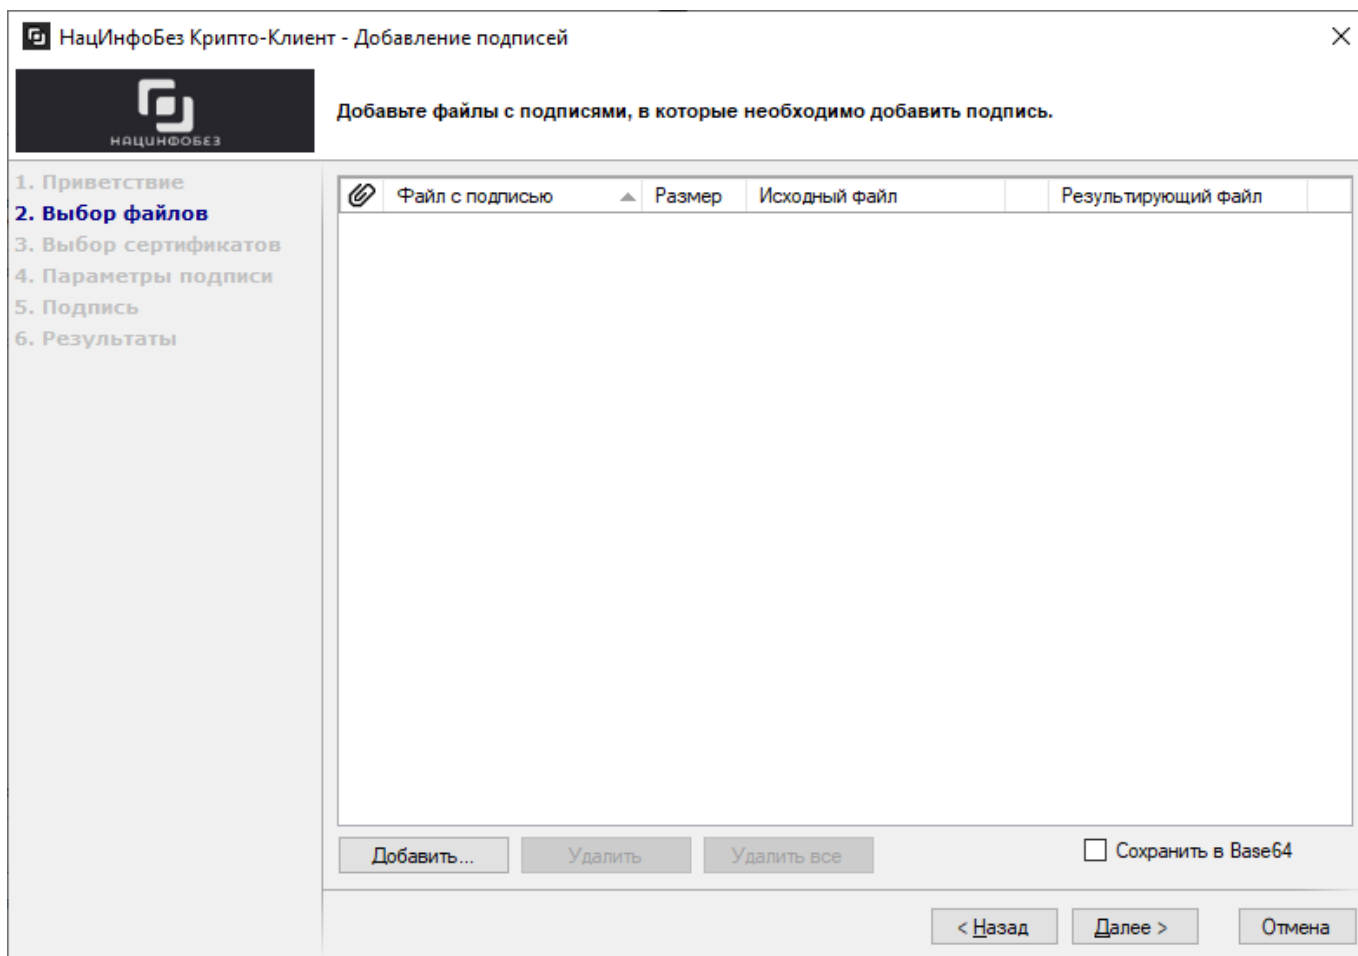 НацИнфоБез Крипто-Клиент - Добавление подписей
НАЦИНФОБЕЗ
Добавьте файлы с подписями, в которые необходимо добавить подпись.
1. Приветствие
2. Выбор файлов
3. Выбор сертификатов
4. Параметры подписи
5. Подпись
6. Результаты
Файл с подписью Размер Исходный файл Результирующий файл
Добавить... Удалить Удалить все Сохранить в Base64
< Назад Далее > Отмена